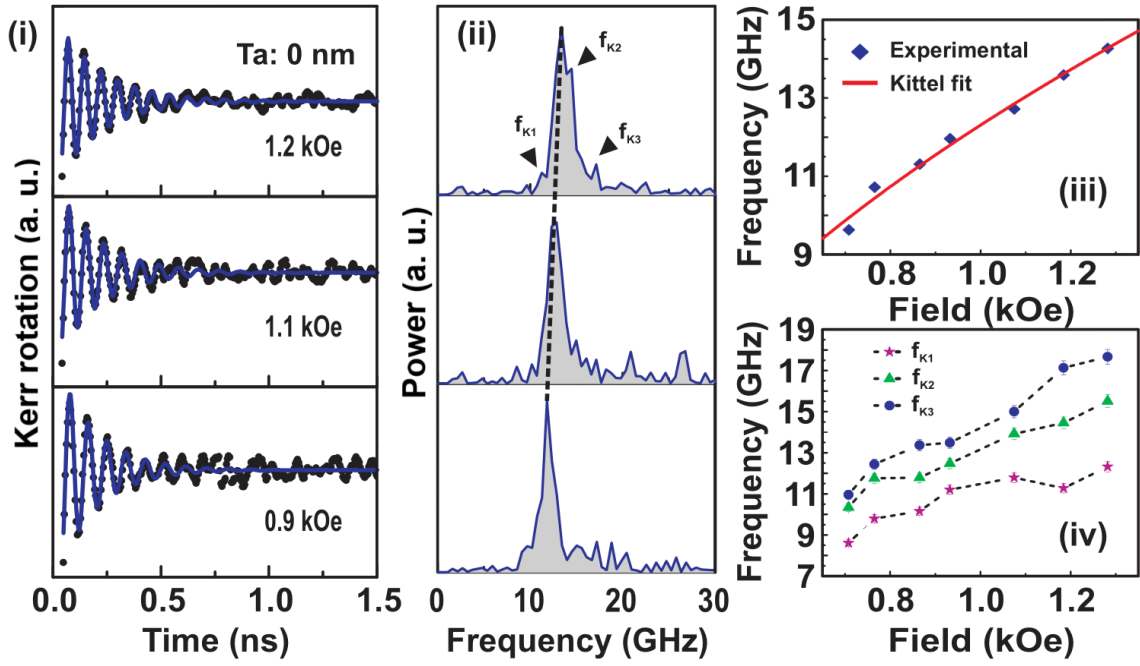 (i)
Ta: 0 nm
1.2 kOe
1.1 kOe
0.9 kOe
Kerr rotation (a. u.)
0.0 0.5 1.0 1.5
Time (ns)
(ii)
fK2
fK1
fK3
Power (a. u.)
0 10 20 30
Frequency (GHz)
15
13
11
9
Frequency (GHz)
Experimental
Kittel fit
(iii)
0.8 1.0 1.2
Field (kOe)
19
17
15
13
11
9
7
Frequency (GHz)
fK1
fK2
fK3
(iv)
0.8 1.0 1.2
Field (kOe)